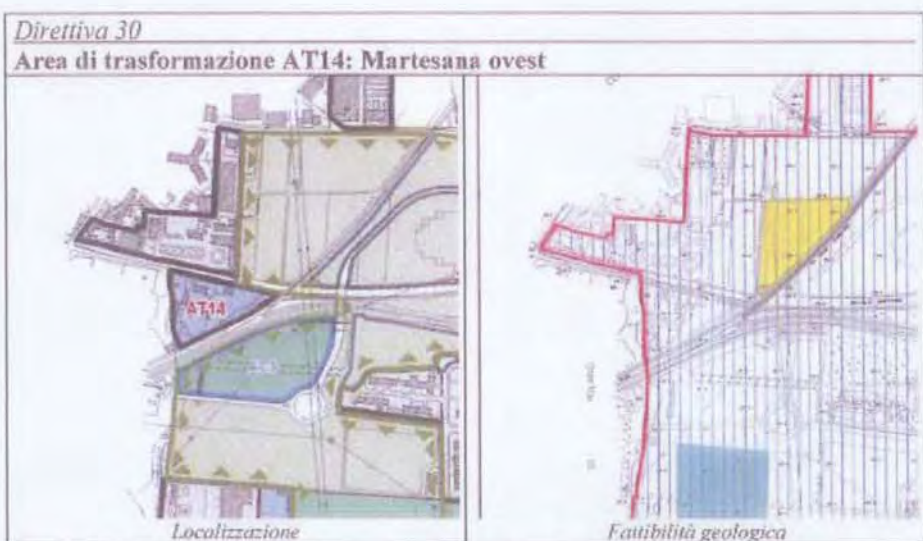 Direttiva 30
Area di trasformazione AT14: Martesana ovest
AT14
Localizzazione
Fattibilità geologica